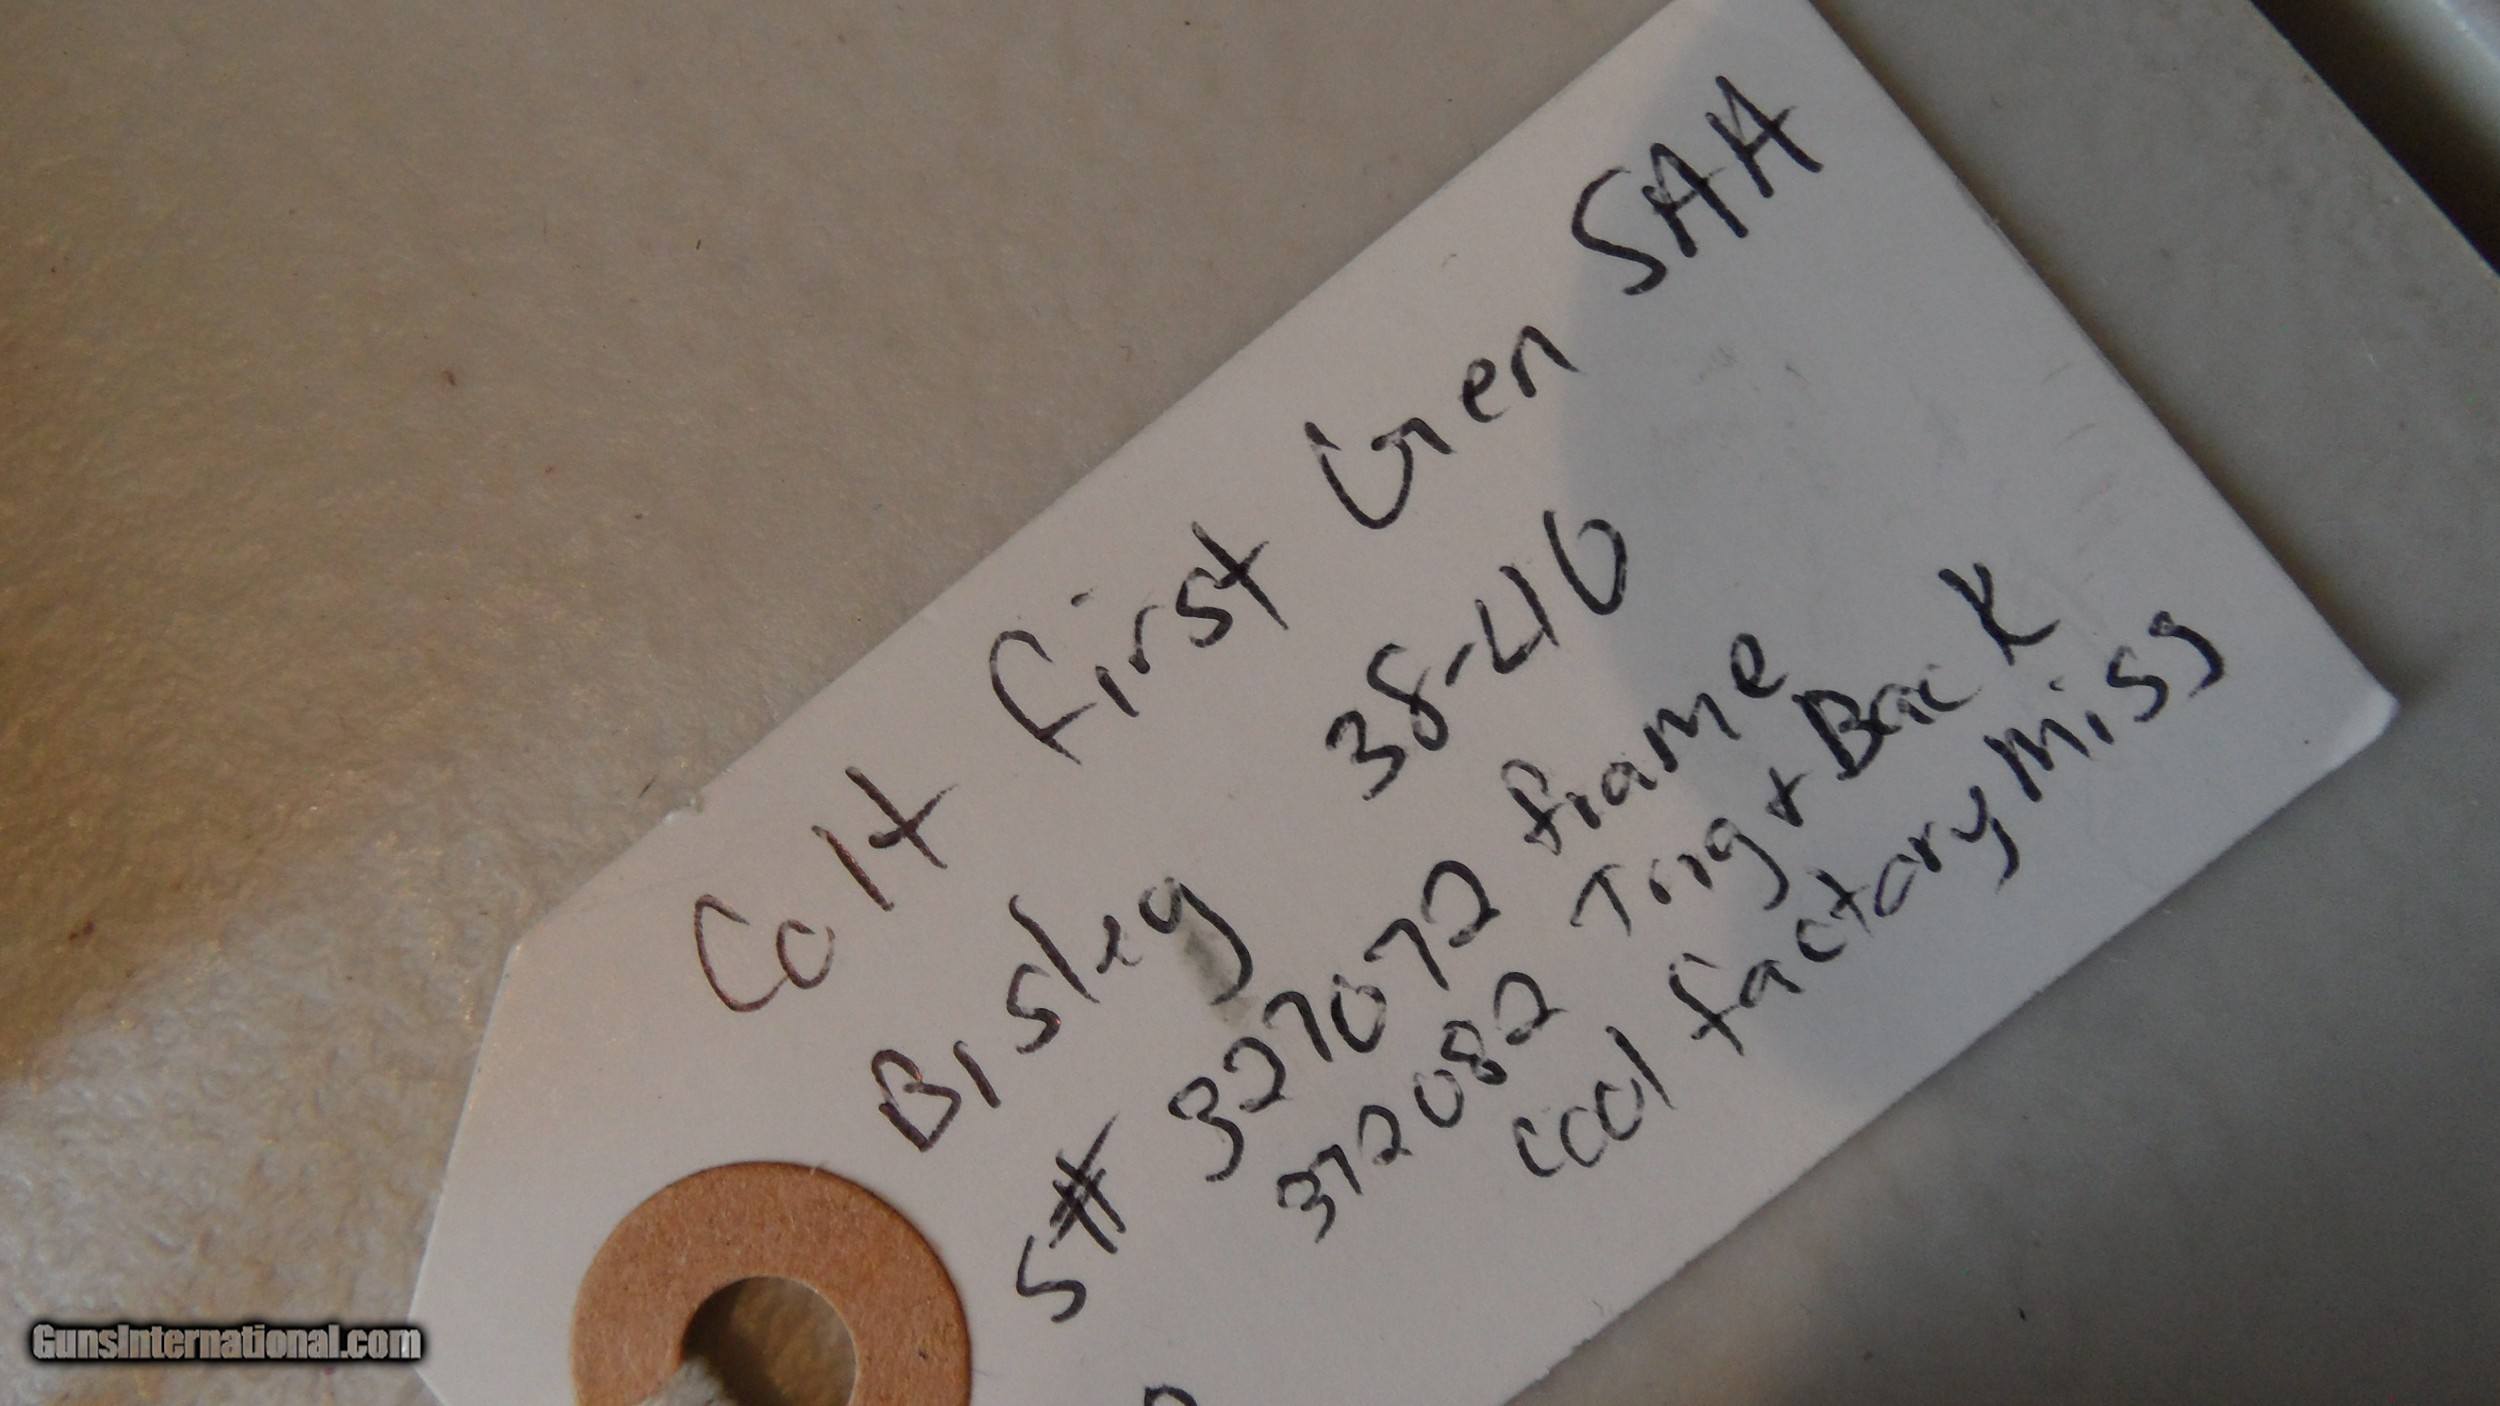 Colt First Gen SAA
Bisley 38-40
S# 327072 frame
372082 Trig + Back
Cool factory Miss
GunsInternational.com